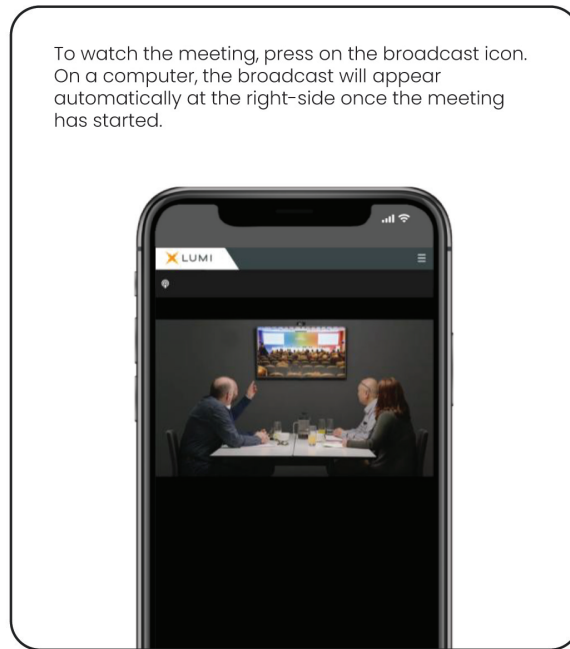 To watch the meeting, press on the broadcast icon.
On a computer, the broadcast will appear
automatically at the right-side once the meeting
has started.
LUMI